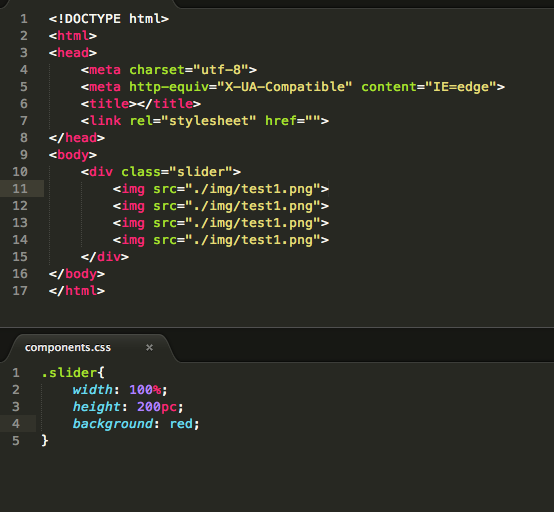 1 <!DOCTYPE html>
2 <html>
3 <head>
4     <meta charset="utf-8">
5     <meta http-equiv="X-UA-Compatible" content="IE=edge">
6     <title></title>
7     <link rel="stylesheet" href="">
8 </head>
9 <body>
10     <div class="slider">
11         <img src="./img/test1.png">
12         <img src="./img/test1.png">
13         <img src="./img/test1.png">
14         <img src="./img/test1.png">
15     </div>
16 </body>
17 </html>
components.css ×
1 .slider{
2     width: 100%;
3     height: 200pc;
4     background: red;
5 }